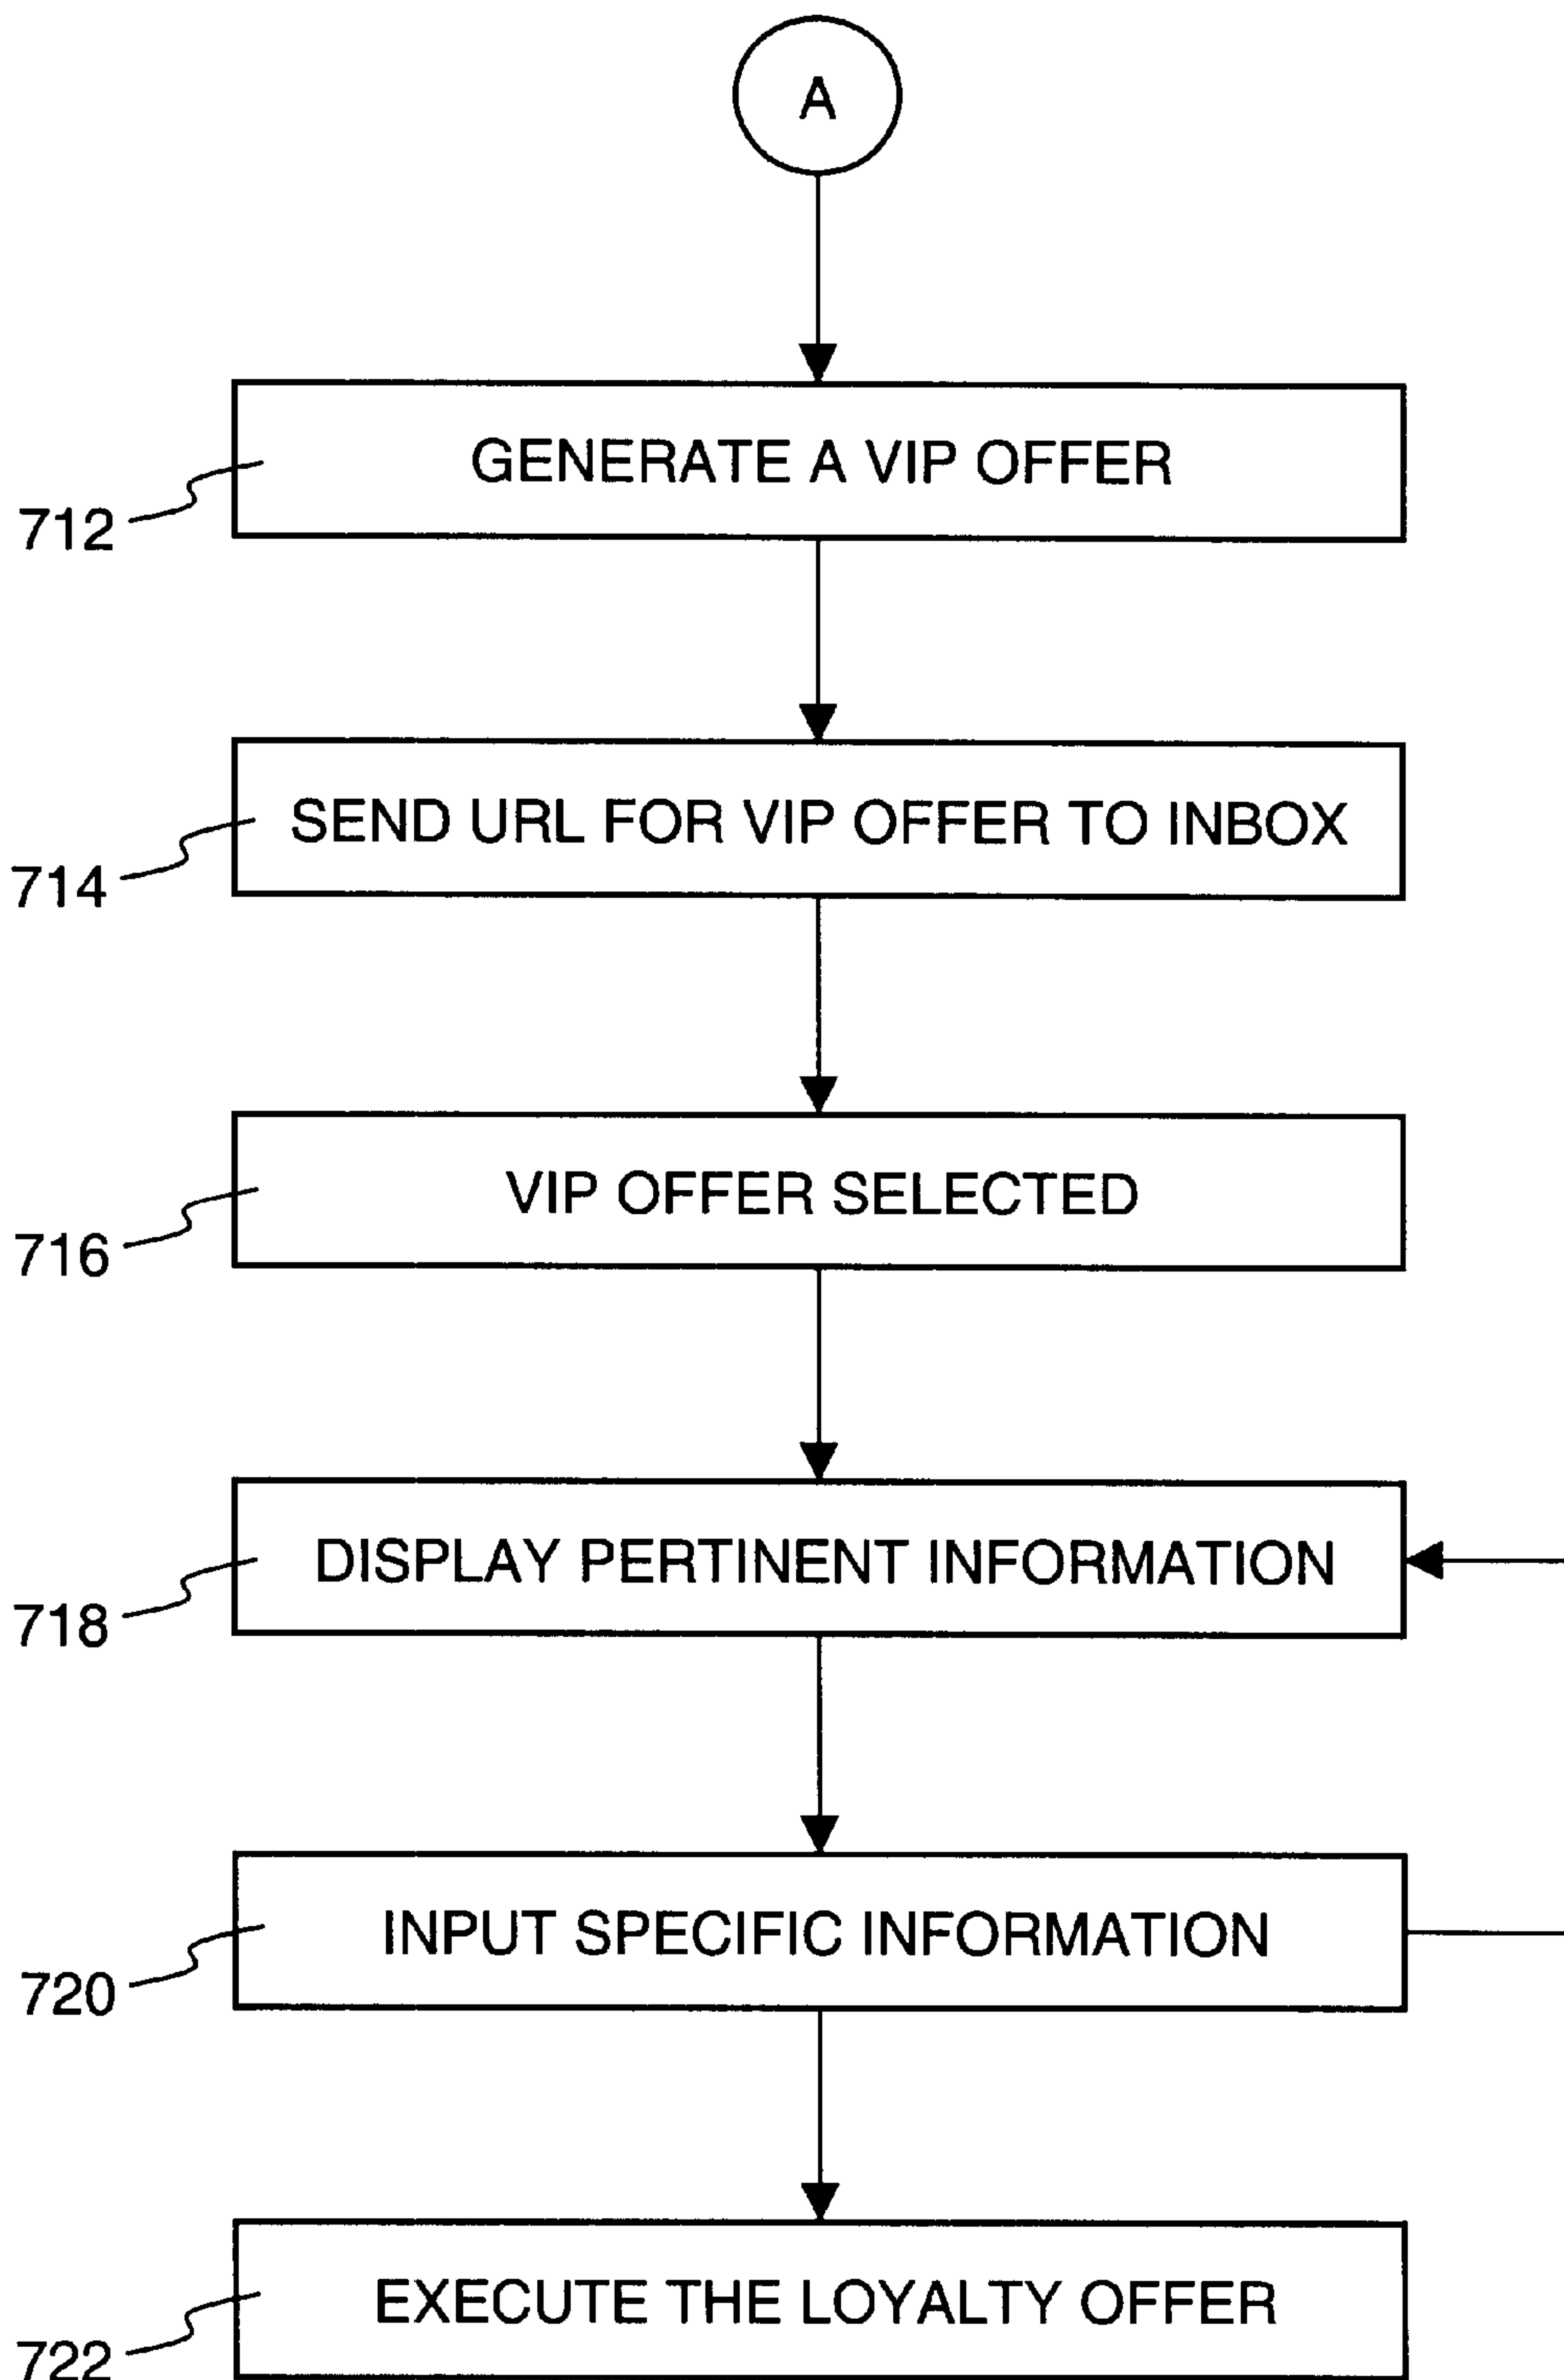 A
GENERATE A VIP OFFER
712
SEND URL FOR VIP OFFER TO INBOX
714
VIP OFFER SELECTED
716
DISPLAY PERTINENT INFORMATION
718
INPUT SPECIFIC INFORMATION
720
EXECUTE THE LOYALTY OFFER
722